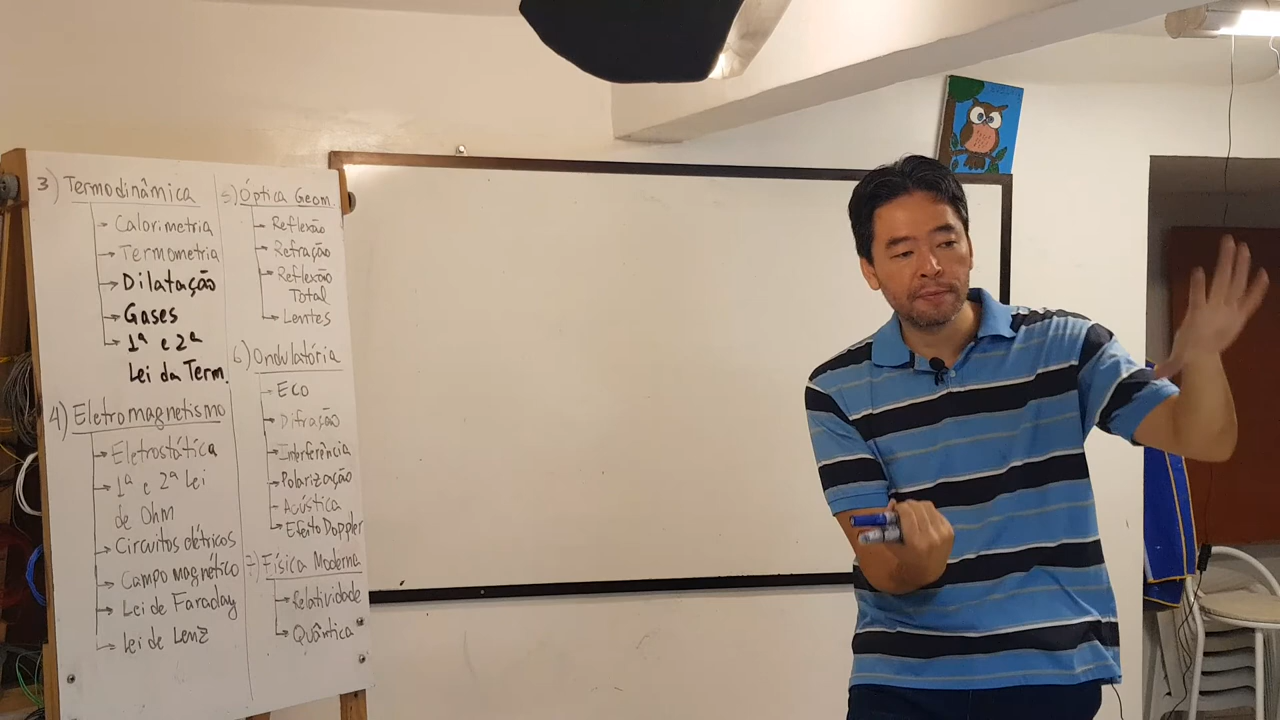 3) Termodinâmica
Calorimetria
Termometria
Dilatação
Gases
1ª e 2ª
Lei da Term.
4) Eletromagnetismo
Eletrostática
1ª e 2ª Lei
de Ohm
Circuitos elétricos
Campo magnético
Lei de Faraday
Lei de Lenz
5) Óptica Geom.
Reflexão
Refração
Reflexão
Total
Lentes
6) Ondulatória
Eco
Difração
Interferência
Polarização
Acústica
Efeito Doppler
7) Física Moderna
Relatividade
Quântica